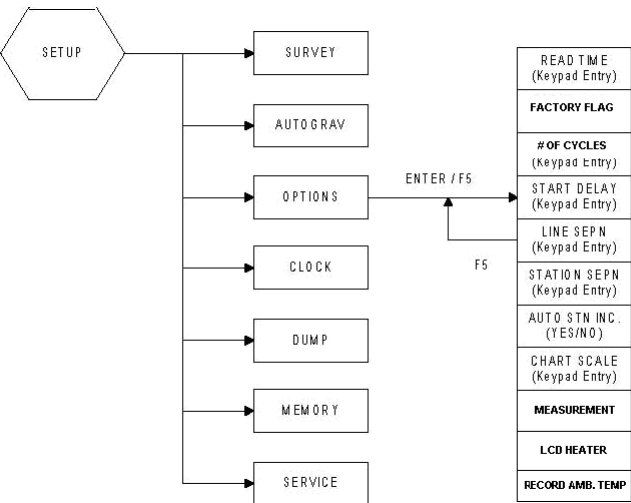 SETUP
SURVEY
AUTOGRAV
OPTIONS
CLOCK
DUMP
MEMORY
SERVICE
ENTER / F5
F5
READ TIME
(Keypad Entry)
FACTORY FLAG
# OF CYCLES
(Keypad Entry)
START DELAY
(Keypad Entry)
LINE SEPN
(Keypad Entry)
STATION SEPN
(Keypad Entry)
AUTO STN INC.
(YES/NO)
CHART SCALE
(Keypad Entry)
MEASUREMENT
LCD HEATER
RECORD AMB. TEMP